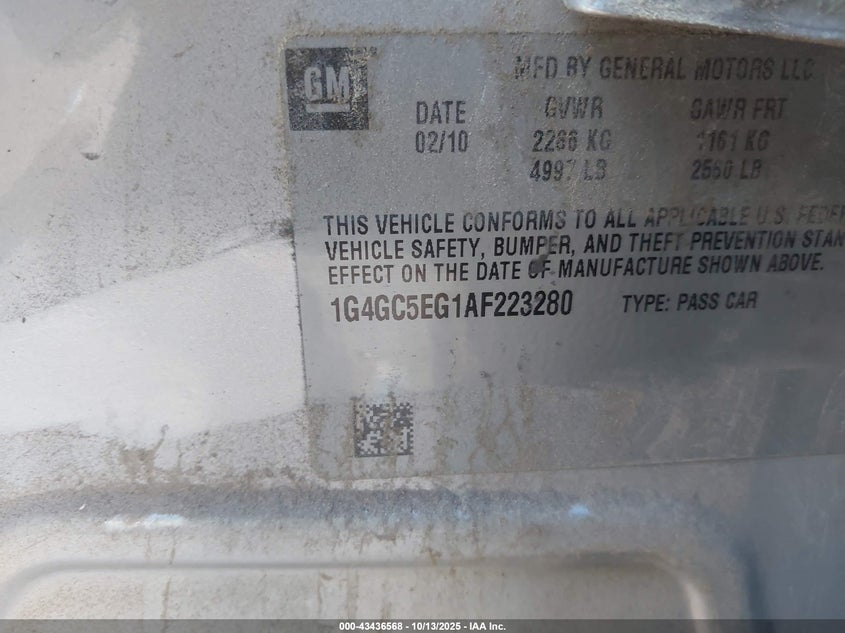 GM
MFD BY GENERAL MOTORS LLC
DATE GVWR GAWR FRT
02/10 2266 KG 1161 KG
4997 LB 2560 LB
THIS VEHICLE CONFORMS TO ALL APPLICABLE U.S. FEDER
VEHICLE SAFETY, BUMPER, AND THEFT PREVENTION STAN
EFFECT ON THE DATE OF MANUFACTURE SHOWN ABOVE.
1G4GC5EG1AF223280 TYPE: PASS CAR
000-43436568 - 10/13/2025 - IAA Inc.